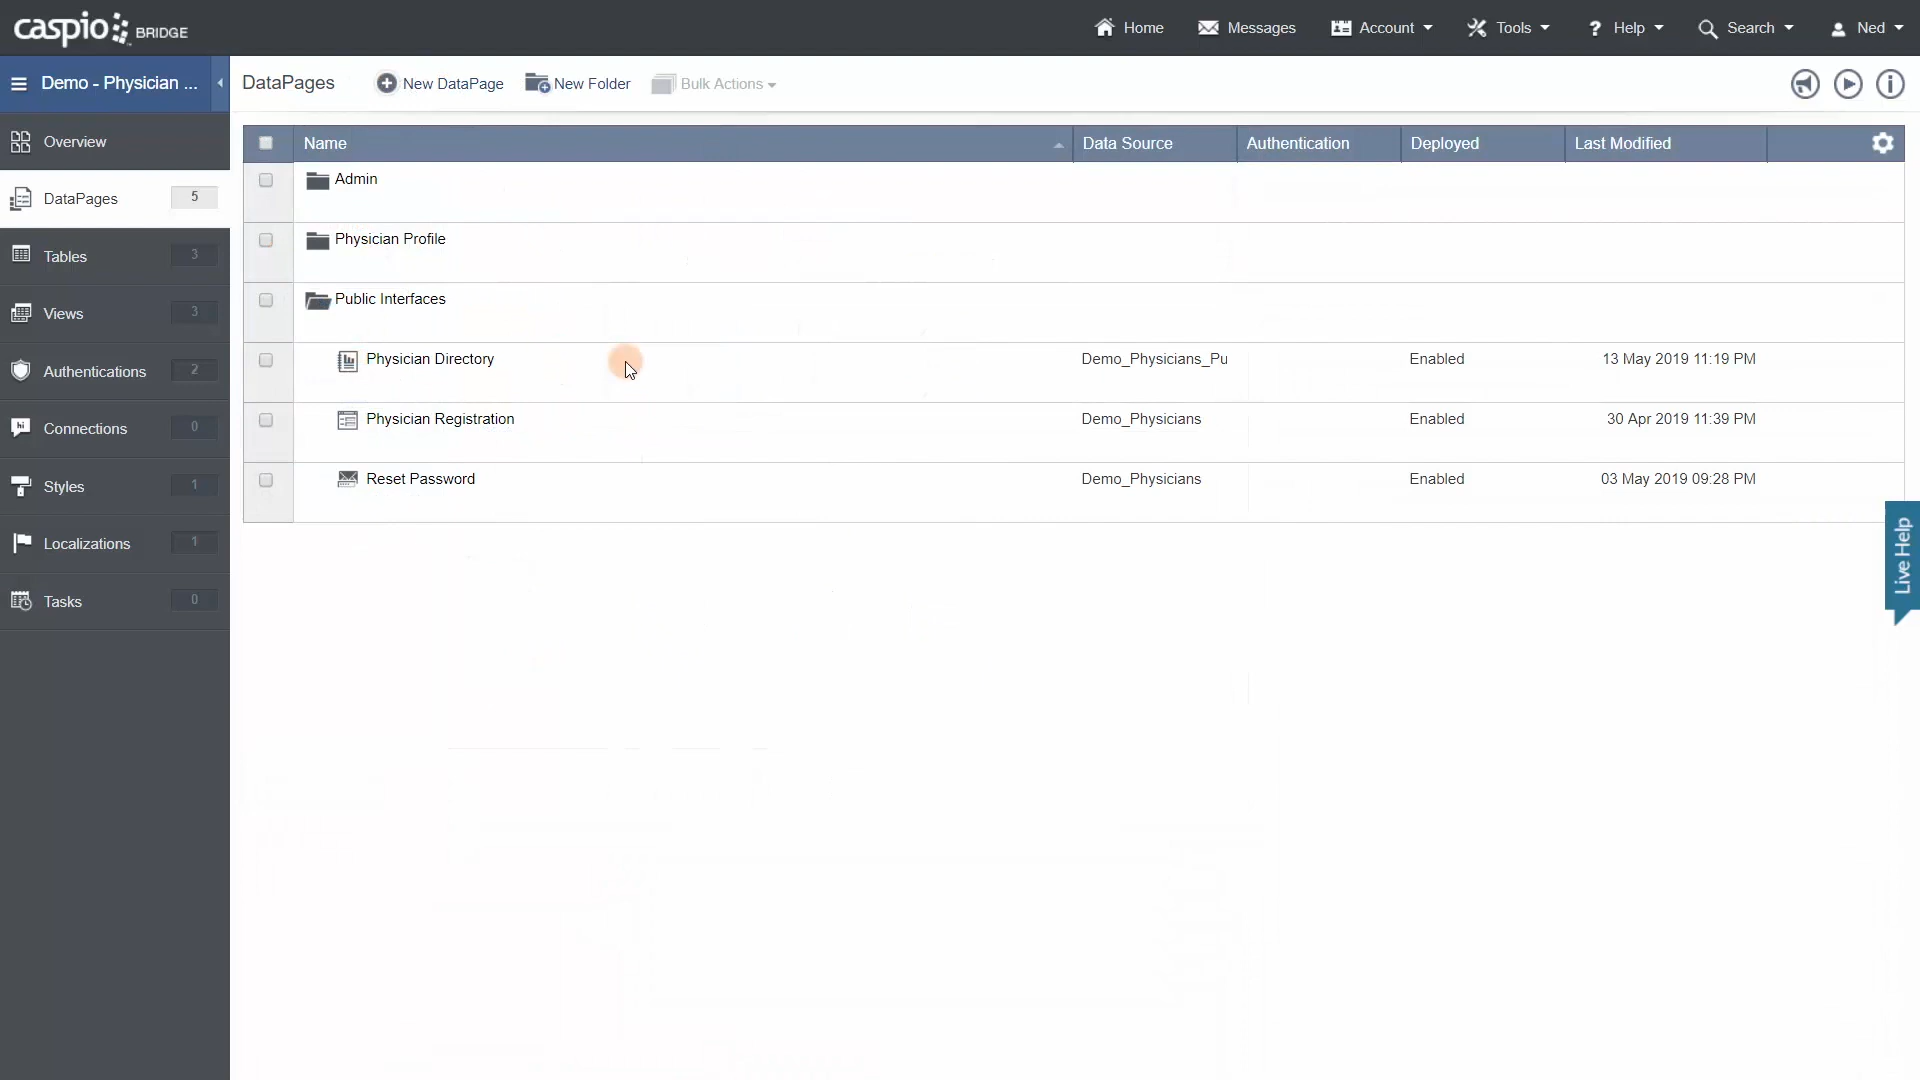 caspio BRIDGE
Home
Messages
Account
Tools
? Help
Search
Ned
Demo - Physician ...
DataPages
New DataPage
New Folder
Bulk Actions
Overview
DataPages 5
Tables 3
Views 3
Authentications 2
Connections 0
Styles 1
Localizations 1
Tasks 0
Name Data Source Authentication Deployed Last Modified
Admin
Physician Profile
Public Interfaces
Physician Directory Demo_Physicians_Pu Enabled 13 May 2019 11:19 PM
Physician Registration Demo_Physicians Enabled 30 Apr 2019 11:39 PM
Reset Password Demo_Physicians Enabled 03 May 2019 09:28 PM
Live Help